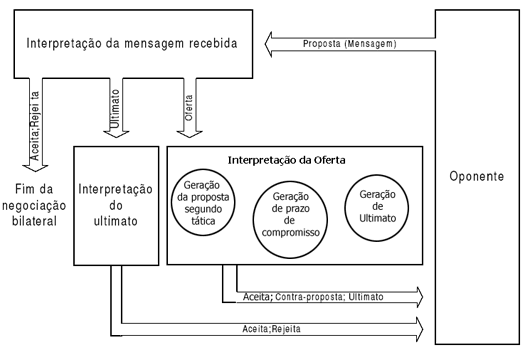 Interpretação da mensagem recebida
Proposta (Mensagem)
Aceita;Rejeita
Ultimato
Oferta
Oponente
Fim da
negociação
bilateral
Interpretação
do
ultimato
Interpretação da Oferta
Geração
da proposta
segundo
tática
Geração
de prazo
de
compromisso
Geração
de
Ultimato
Aceita; Contra-proposta; Ultimato
Aceita;Rejeita